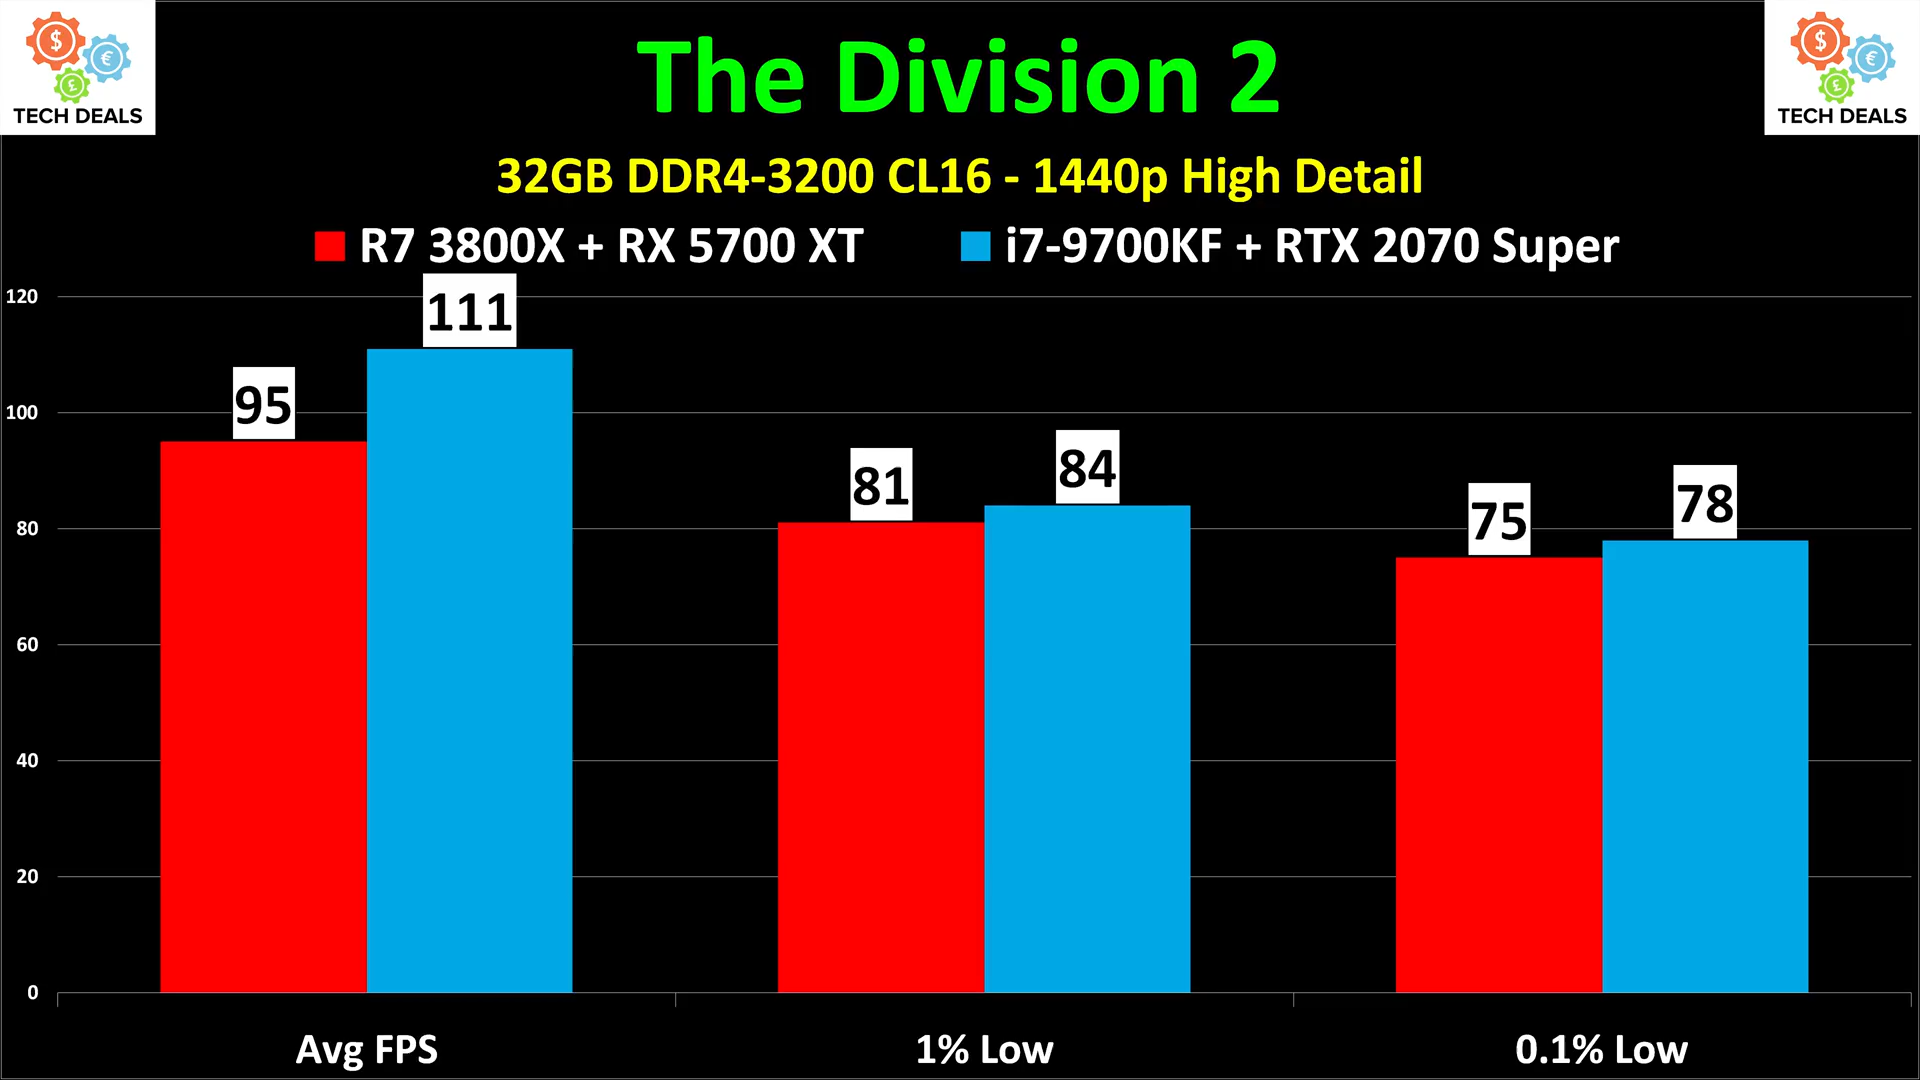 $
€
£
TECH DEALS
The Division 2
$
€
£
TECH DEALS
32GB DDR4-3200 CL16 - 1440p High Detail
R7 3800X + RX 5700 XT
i7-9700KF + RTX 2070 Super
120
100
80
60
40
20
0
95
111
81
84
75
78
Avg FPS
1% Low
0.1% Low